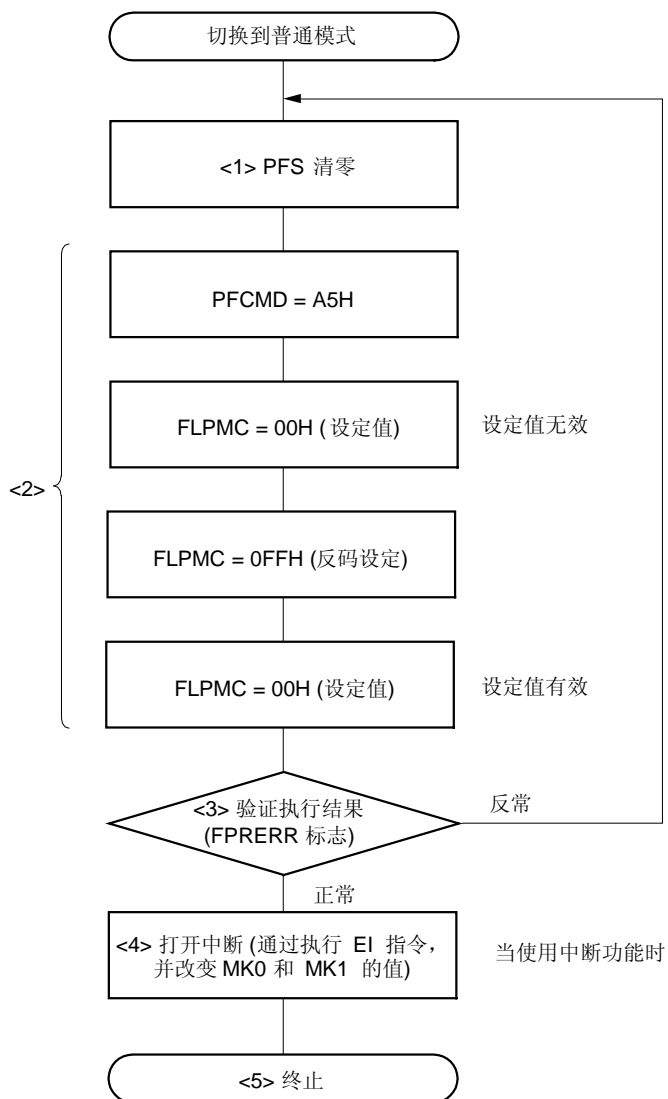 切换到普通模式
<1> PFS 清零
PFCMD = A5H
FLPMC = 00H (设定值)
设定值无效
<2>
FLPMC = 0FFH (反码设定)
FLPMC = 00H (设定值)
设定值有效
<3> 验证执行结果
(FPRERR 标志)
反常
正常
<4> 打开中断 (通过执行 EI 指令，
并改变 MK0 和 MK1 的值)
当使用中断功能时
<5> 终止